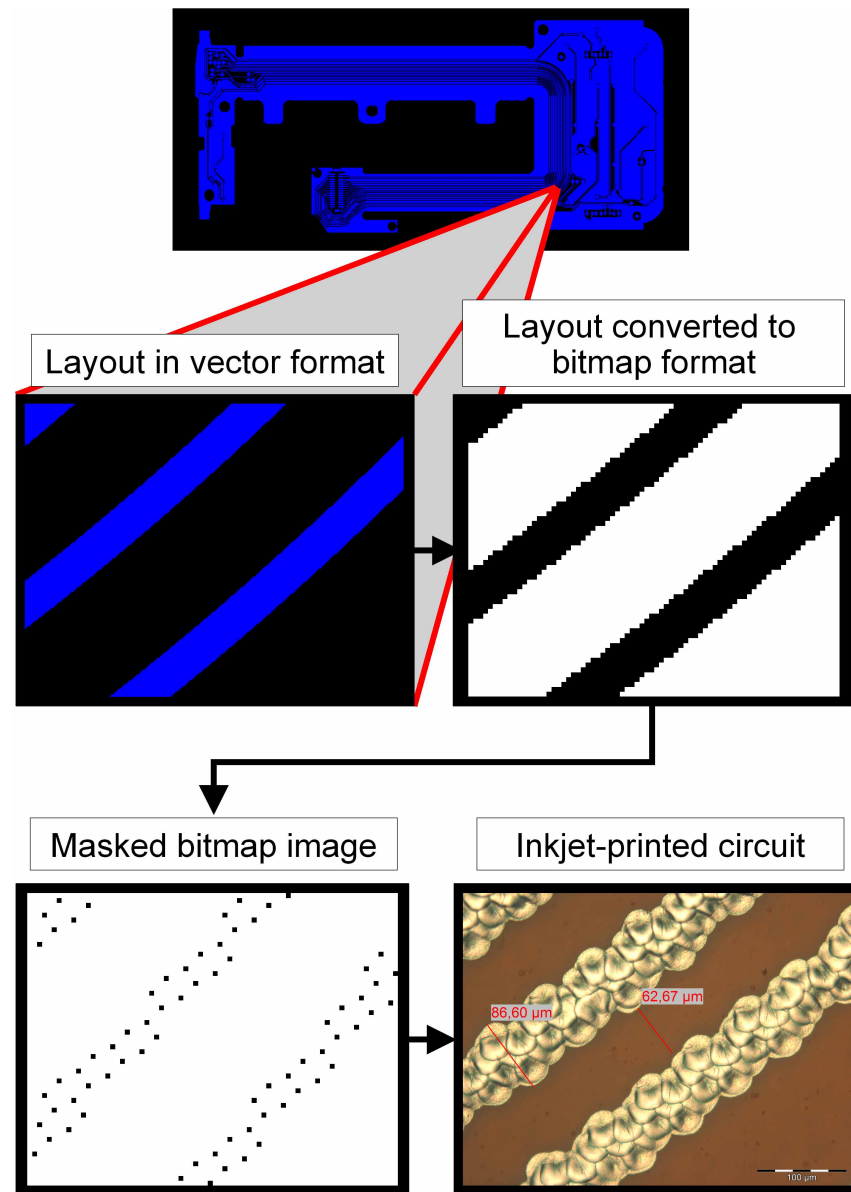 Layout in vector format
Layout converted to
bitmap format
Masked bitmap image
Inkjet-printed circuit
62,67 µm
86,60 µm
100 µm